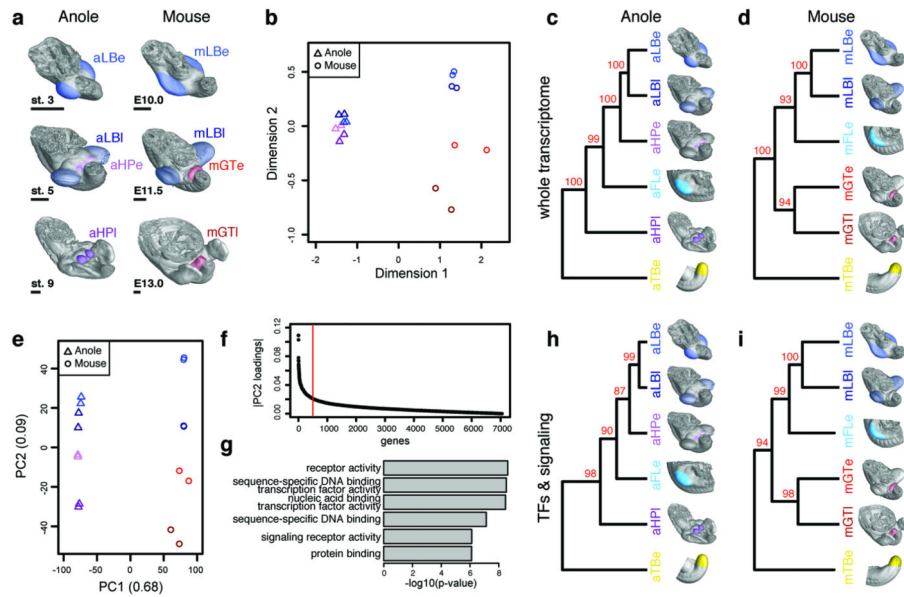 a Anole Mouse
aLBe mLBe
st. 3 E10.0
aLBl mLBl
aHPe mGTe
st. 5 E11.5
aHPl mGTl
st. 9 E13.0
b
Anole
Mouse
0.5
0.0
-0.5
-1.0
Dimension 2
-2 -1 0 1 2
Dimension 1
c Anole
whole transcriptome
100
100
99
100
aLBe
aLBl
aHPe
aFLe
aHPl
aTBe
d Mouse
100
93
100
94
mLBe
mLBl
mFLe
mGTe
mGTl
mTBe
e
Anole
Mouse
40
20
0
-20
-40
PC2 (0.09)
-100 -50 0 50 100
PC1 (0.68)
f
0.12
0.08
0.04
0.00
|PC2 loadings|
0 1000 2000 3000 4000 5000 6000 7000
genes
g
receptor activity
sequence-specific DNA binding
transcription factor activity
nucleic acid binding
transcription factor activity
sequence-specific DNA binding
signaling receptor activity
protein binding
0 2 4 6 8
-log10(p-value)
h
TFs & signaling
99
87
90
98
aLBe
aLBl
aHPe
aFLe
aHPl
aTBe
i
100
99
94
98
mLBe
mLBl
mFLe
mGTe
mGTl
mTBe